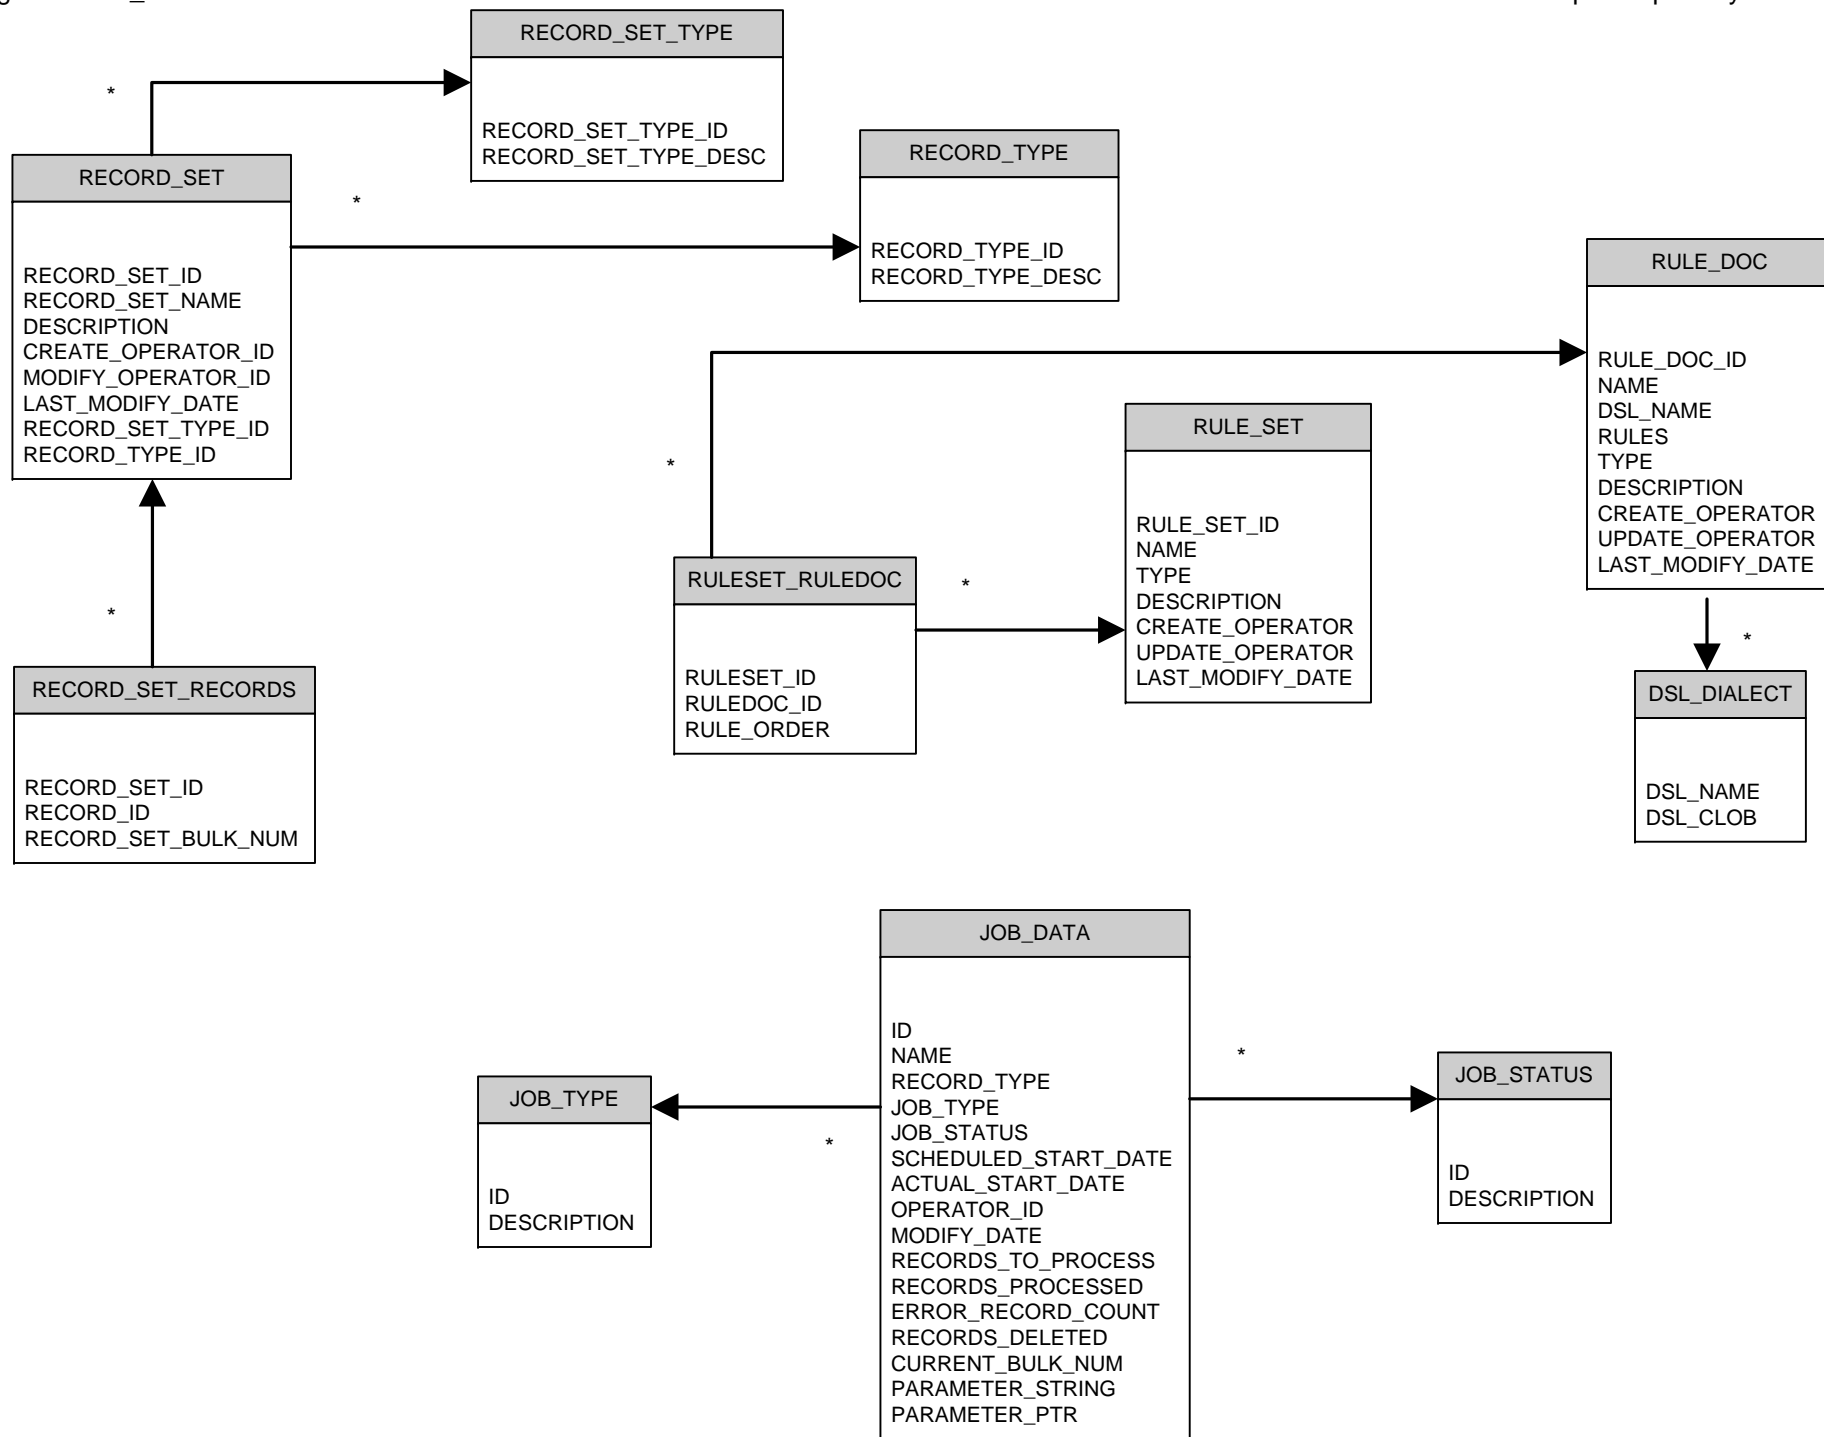 RECORD_SET_TYPE
RECORD_SET_TYPE_ID
RECORD_SET_TYPE_DESC
*
RECORD_TYPE
RECORD_TYPE_ID
RECORD_TYPE_DESC
*
RECORD_SET
RECORD_SET_ID
RECORD_SET_NAME
DESCRIPTION
CREATE_OPERATOR_ID
MODIFY_OPERATOR_ID
LAST_MODIFY_DATE
RECORD_SET_TYPE_ID
RECORD_TYPE_ID
*
RECORD_SET_RECORDS
RECORD_SET_ID
RECORD_ID
RECORD_SET_BULK_NUM
RULE_DOC
RULE_DOC_ID
NAME
DSL_NAME
RULES
TYPE
DESCRIPTION
CREATE_OPERATOR
UPDATE_OPERATOR
LAST_MODIFY_DATE
*
RULE_SET
RULE_SET_ID
NAME
TYPE
DESCRIPTION
CREATE_OPERATOR
UPDATE_OPERATOR
LAST_MODIFY_DATE
*
RULESET_RULEDOC
RULESET_ID
RULEDOC_ID
RULE_ORDER
*
DSL_DIALECT
DSL_NAME
DSL_CLOB
JOB_DATA
ID
NAME
RECORD_TYPE
JOB_TYPE
JOB_STATUS
SCHEDULED_START_DATE
ACTUAL_START_DATE
OPERATOR_ID
MODIFY_DATE
RECORDS_TO_PROCESS
RECORDS_PROCESSED
ERROR_RECORD_COUNT
RECORDS_DELETED
CURRENT_BULK_NUM
PARAMETER_STRING
PARAMETER_PTR
*
JOB_TYPE
ID
DESCRIPTION
*
JOB_STATUS
ID
DESCRIPTION